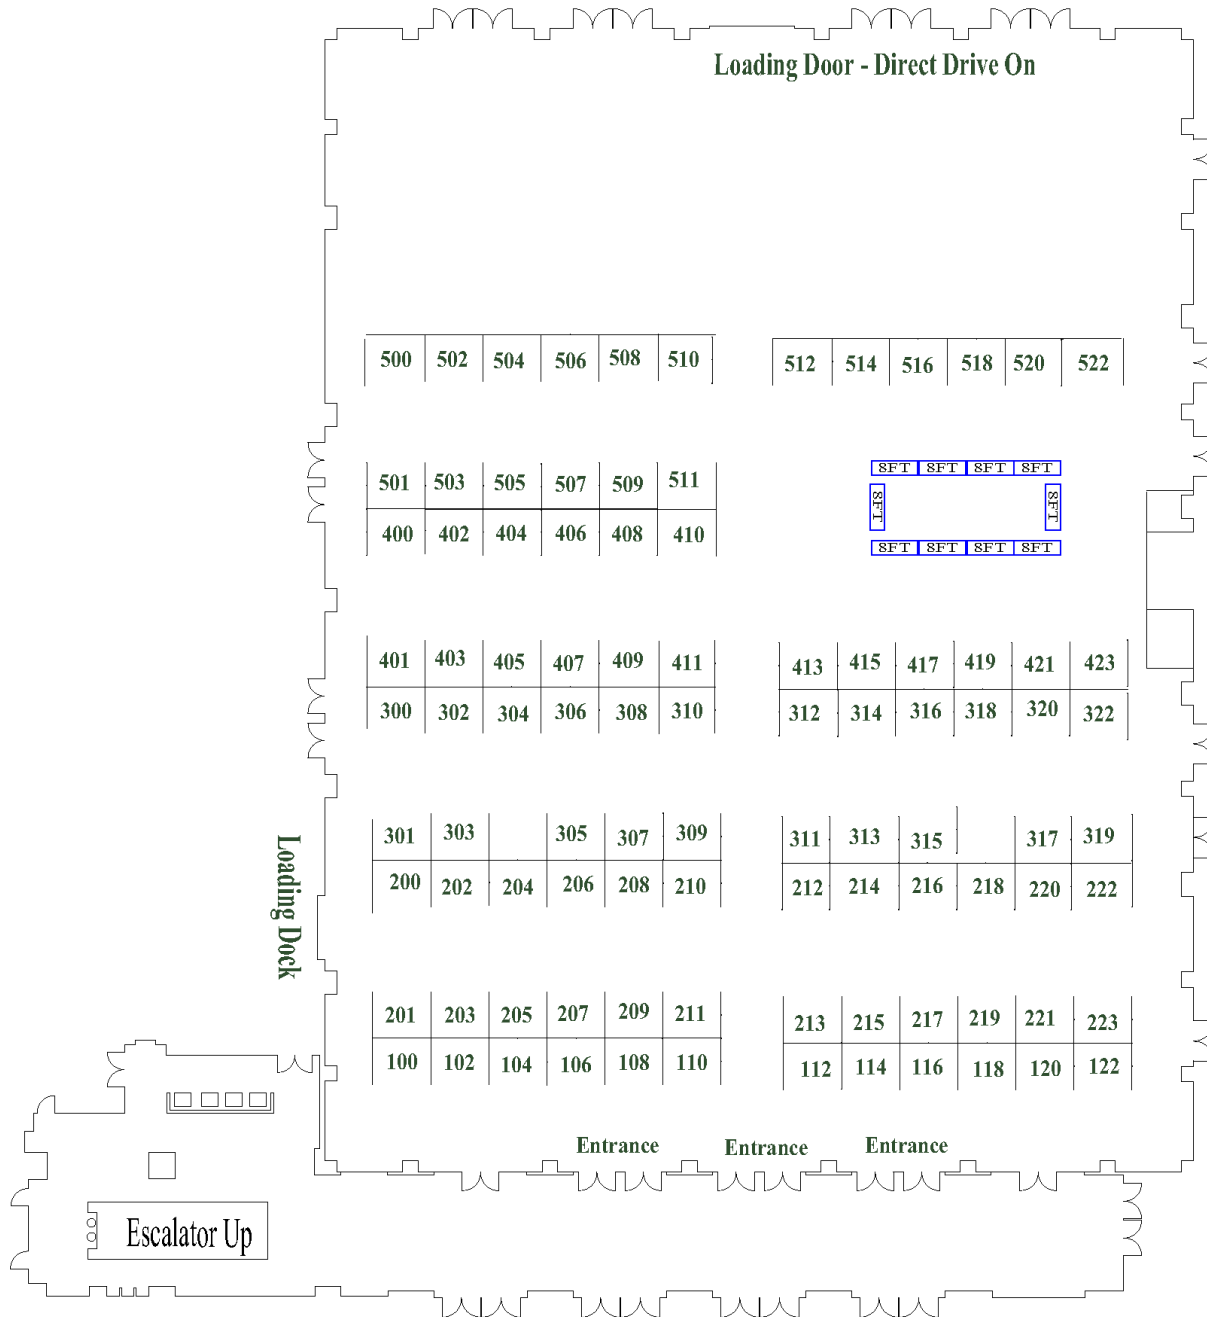 Loading Door - Direct Drive On
500 502 504 506 508 510 512 514 516 518 520 522
8FT 8FT 8FT 8FT
501 503 505 507 509 511 8FT 8FT
400 402 404 406 408 410 8FT 8FT 8FT 8FT
401 403 405 407 409 411 413 415 417 419 421 423
300 302 304 306 308 310 312 314 316 318 320 322
301 303 305 307 309 311 313 315 317 319
200 202 204 206 208 210 212 214 216 218 220 222
Loading Dock
201 203 205 207 209 211 213 215 217 219 221 223
100 102 104 106 108 110 112 114 116 118 120 122
Entrance Entrance Entrance
Escalator Up